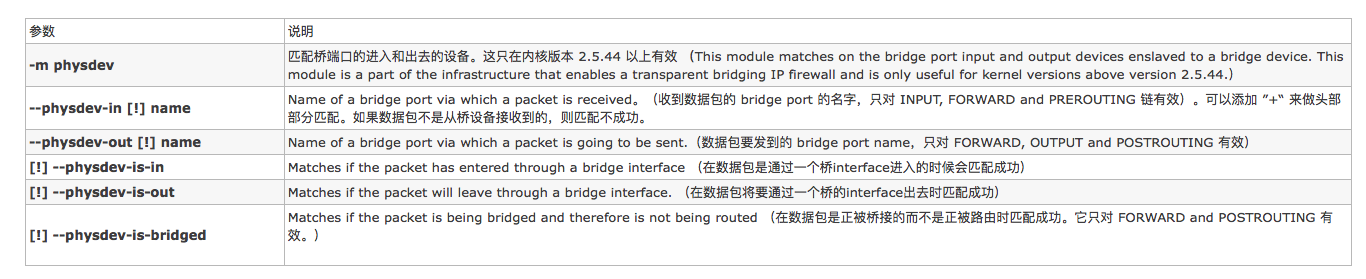 参数 说明
-m physdev
匹配桥端口的进入和出去的设备。这只在内核版本 2.5.44 以上有效 （This module matches on the bridge port input and output devices enslaved to a bridge device. This
module is a part of the infrastructure that enables a transparent bridging IP firewall and is only useful for kernel versions above version 2.5.44.）
--physdev-in [!] name
Name of a bridge port via which a packet is received。（收到数据包的 bridge port 的名字，只对 INPUT, FORWARD and PREROUTING 链有效）。可以添加 ”+“ 来做头部
部分匹配。如果数据包不是从桥设备接收到的，则匹配不成功。
--physdev-out [!] name
Name of a bridge port via which a packet is going to be sent.（数据包要发到的 bridge port name，只对 FORWARD, OUTPUT and POSTROUTING 有效）
[!] --physdev-is-in
Matches if the packet has entered through a bridge interface （在数据包是通过一个桥interface进入的时候会匹配成功）
[!] --physdev-is-out
Matches if the packet will leave through a bridge interface. （在数据包将要通过一个桥的interface出去时匹配成功）
[!] --physdev-is-bridged
Matches if the packet is being bridged and therefore is not being routed （在数据包是正被桥接的而不是正被路由时匹配成功。它只对 FORWARD and POSTROUTING 有
效。）